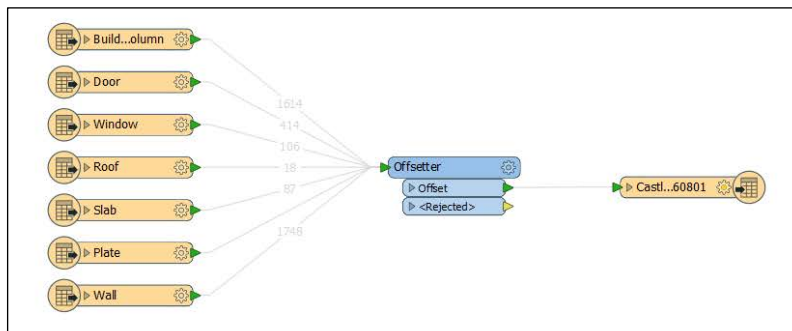 Build...olumn
Door
Window
Roof
Slab
Plate
Wall
1614
414
106
18
87
1748
Offsetter
Offset
<Rejected>
Castl...60801